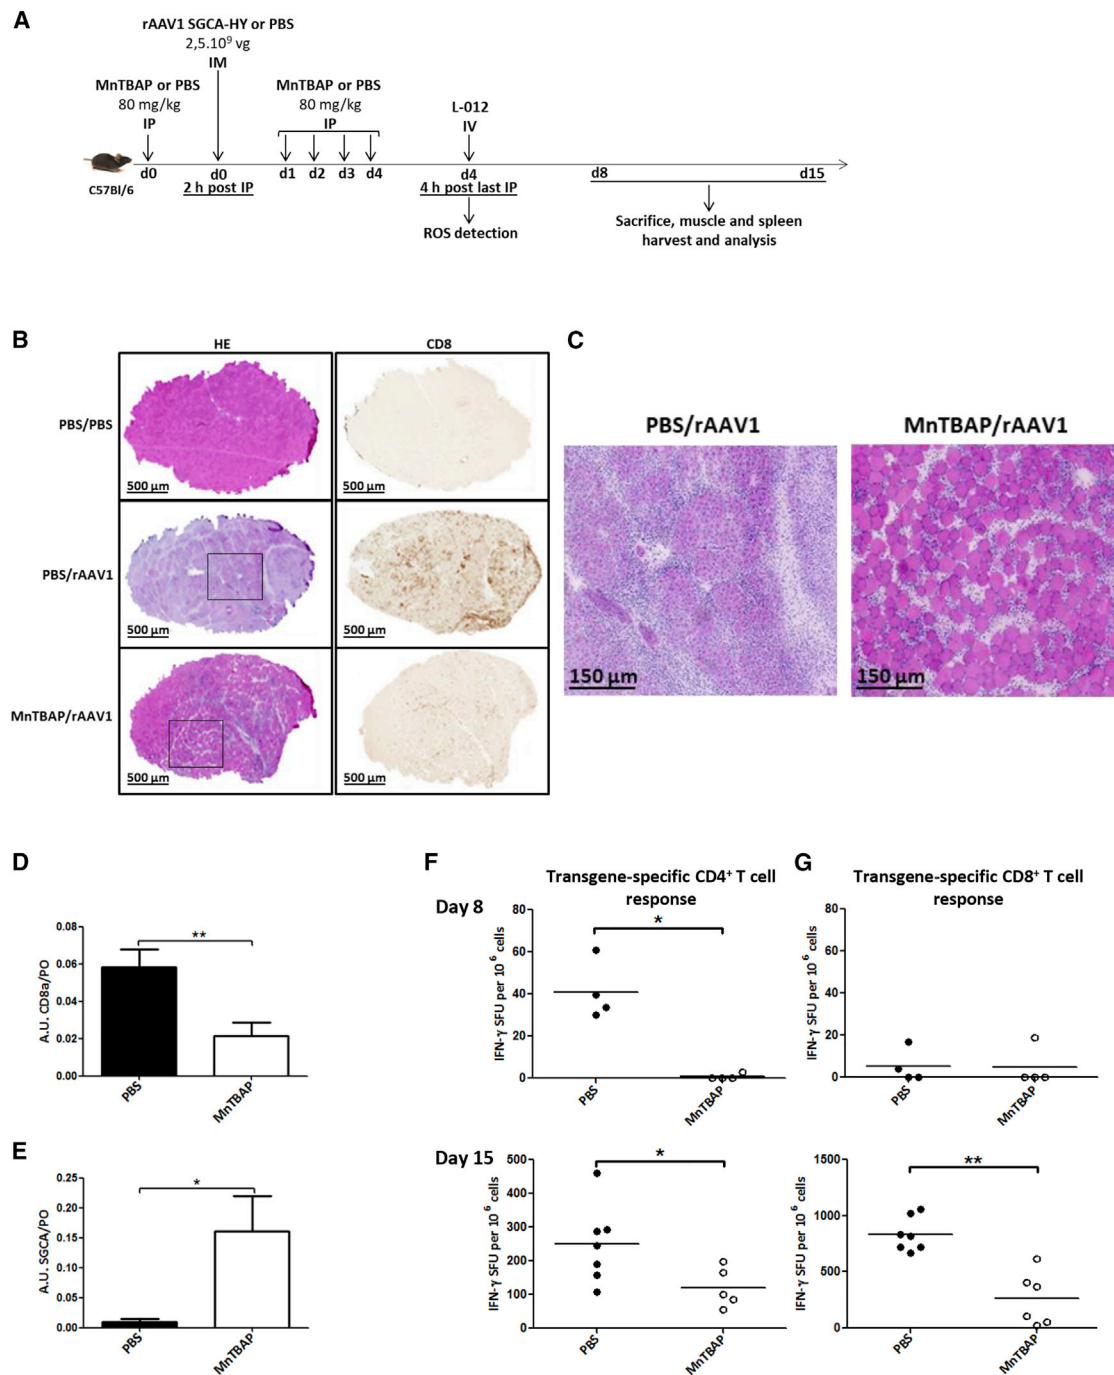 A
rAAV1 SGCA-HY or PBS
2,5.10⁹ vg
IM
MnTBAP or PBS
80 mg/kg
IP
MnTBAP or PBS
80 mg/kg
IP
L-012
IV
C57Bl/6
d0
d0
2 h post IP
d1
d2
d3
d4
d4
4 h post last IP
ROS detection
d8
d15
Sacrifice, muscle and spleen
harvest and analysis
B
HE
CD8
PBS/PBS
500 µm
500 µm
PBS/rAAV1
500 µm
500 µm
MnTBAP/rAAV1
500 µm
500 µm
C
PBS/rAAV1
150 µm
MnTBAP/rAAV1
150 µm
D
A.U. CD8a/PO
0.08
0.06
0.04
0.02
0.00
**
PBS
MnTBAP
E
A.U. SGCA/PO
0.25
0.20
0.15
0.10
0.05
0.00
*
PBS
MnTBAP
F
Transgene-specific CD4⁺ T cell
response
Day 8
IFN-γ SFU per 10⁶ cells
80
60
40
20
0
*
PBS
MnTBAP
Day 15
IFN-γ SFU per 10⁶ cells
500
400
300
200
100
0
*
PBS
MnTBAP
G
Transgene-specific CD8⁺ T cell
response
IFN-γ SFU per 10⁶ cells
80
60
40
20
0
PBS
MnTBAP
IFN-γ SFU per 10⁶ cells
1500
1000
500
0
**
PBS
MnTBAP